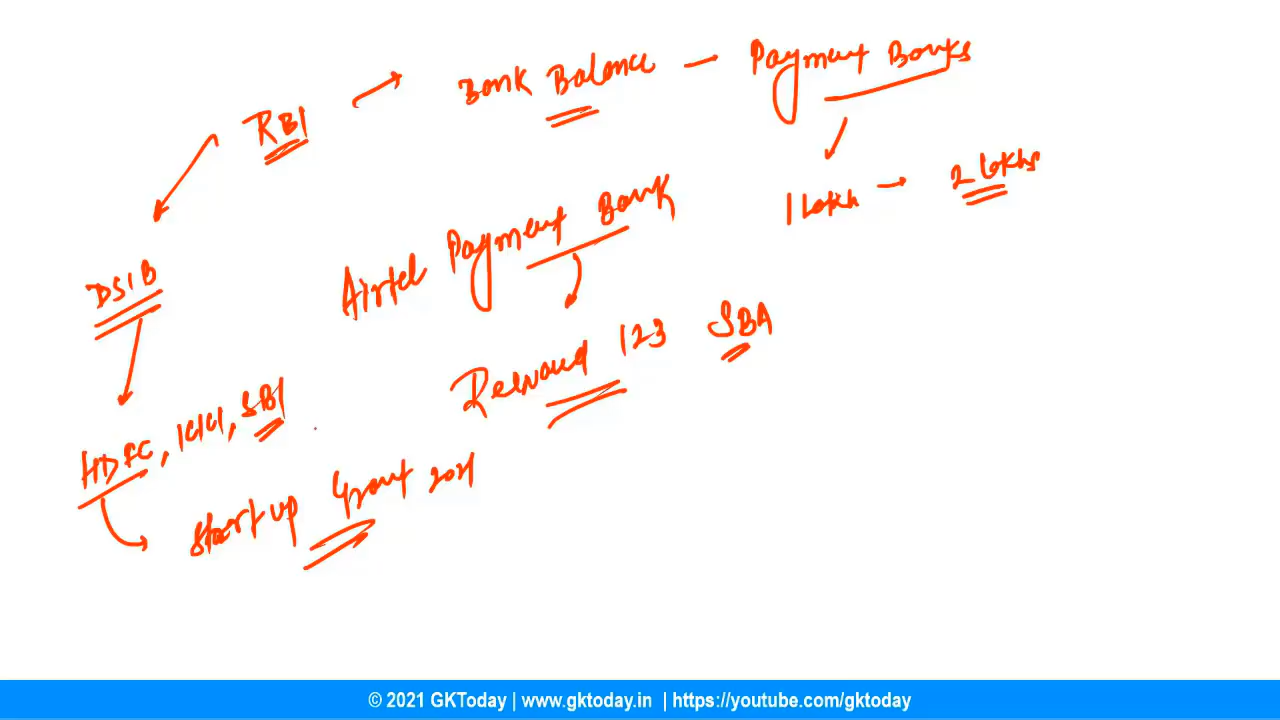 RBI → Bank Balance - Payment Banks
1 Lakh → 2 Lakhs
DSIB
Airtel Payment Bank
Reward 123 SBA
HDFC, ICICI, SBI
Startup Grant 2021
© 2021 GKToday | www.gktoday.in | https://youtube.com/gktoday